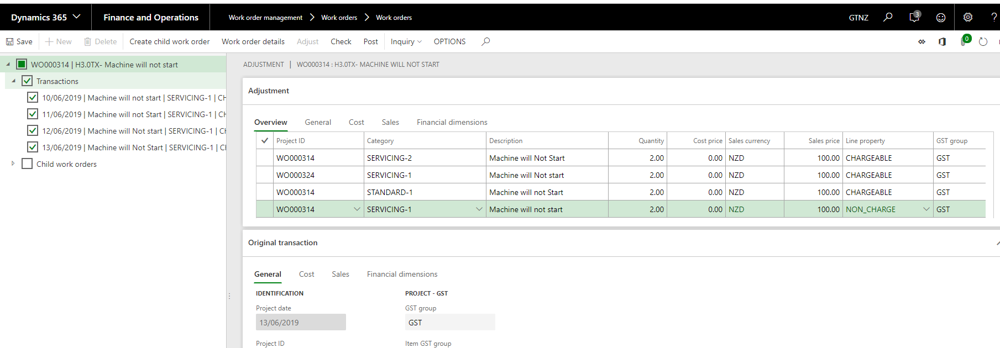 Dynamics 365 Finance and Operations Work order management Work orders Work orders GTNZ 3 ?
Save New Delete Create child work order Work order details Adjust Check Post Inquiry OPTIONS 0
WO000314 | H3.0TX- Machine will not start
Transactions
10/06/2019 | Machine will not start | SERVICING-1 | CH
11/06/2019 | Machine will not Start | SERVICING-1 | CH
12/06/2019 | Machine will Not start | SERVICING-1 | CH
13/06/2019 | Machine will Not Start | SERVICING-1 | CH
Child work orders
ADJUSTMENT | WO000314 : H3.0TX- MACHINE WILL NOT START
Adjustment
Overview General Cost Sales Financial dimensions
Project ID Category Description Quantity Cost price Sales currency Sales price Line property GST group
WO000314 SERVICING-2 Machine will Not Start 2.00 0.00 NZD 100.00 CHARGEABLE GST
WO000324 SERVICING-1 Machine will Not start 2.00 0.00 NZD 100.00 CHARGEABLE GST
WO000314 STANDARD-1 Machine will not Start 2.00 0.00 NZD 100.00 CHARGEABLE GST
WO000314 SERVICING-1 Machine will not start 2.00 0.00 NZD 100.00 NON_CHARGE GST
Original transaction
General Cost Sales Financial dimensions
IDENTIFICATION PROJECT - GST
Project date GST group
13/06/2019 GST
Project ID Item GST group